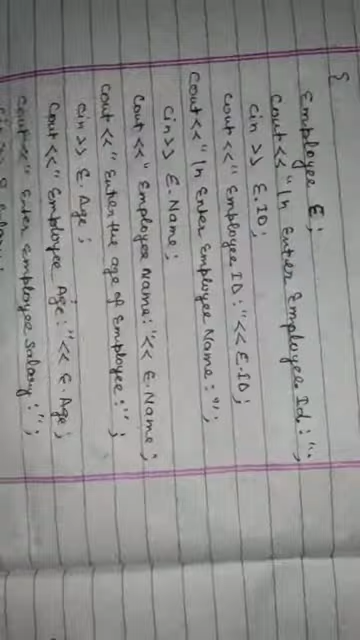 {
Employee E;
Cout<< "\n Enter Employee Id:";
cin>> E.ID;
cout<< "Employee ID:"<< E.ID;
cout<< "\n Enter Employee Name:";
cin>> E.Name;
Cout<< "Employee Name:"<< E.Name;
cout<< "Enter the age of Employee:";
cin>> E.Age;
Cout<< "Employee Age:"<< E.Age;
cout<< "Enter employee salary:";